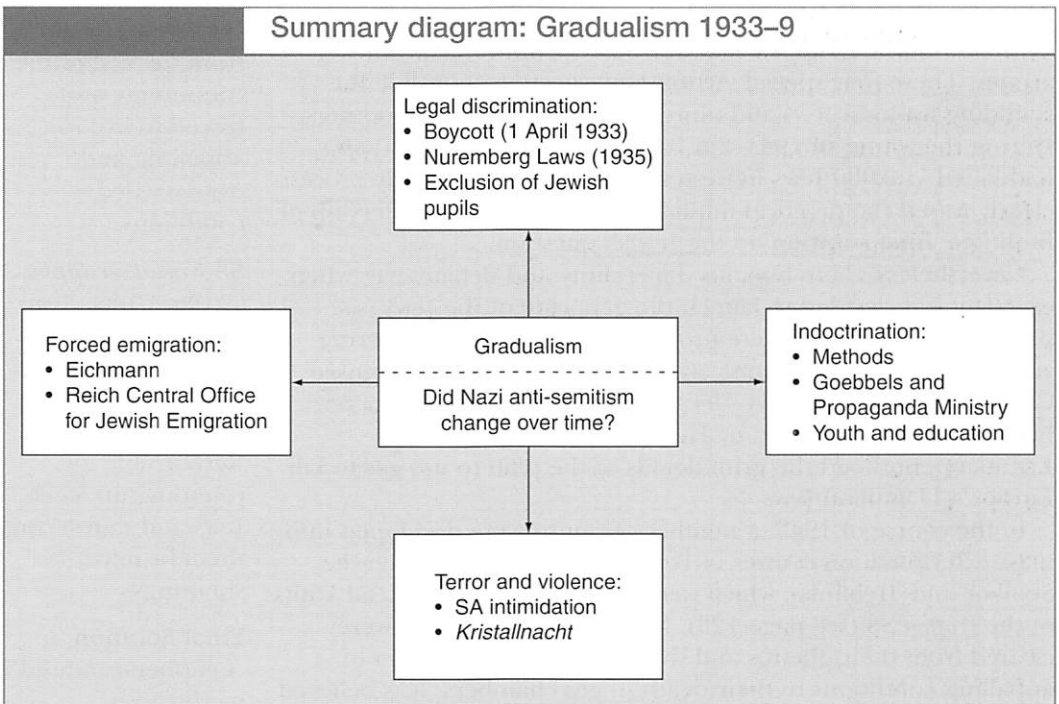 Summary diagram: Gradualism 1933–9
Legal discrimination:
• Boycott (1 April 1933)
• Nuremberg Laws (1935)
• Exclusion of Jewish
pupils
Forced emigration:
• Eichmann
• Reich Central Office
for Jewish Emigration
Gradualism
Did Nazi anti-semitism
change over time?
Indoctrination:
• Methods
• Goebbels and
Propaganda Ministry
• Youth and education
Terror and violence:
• SA intimidation
• Kristallnacht